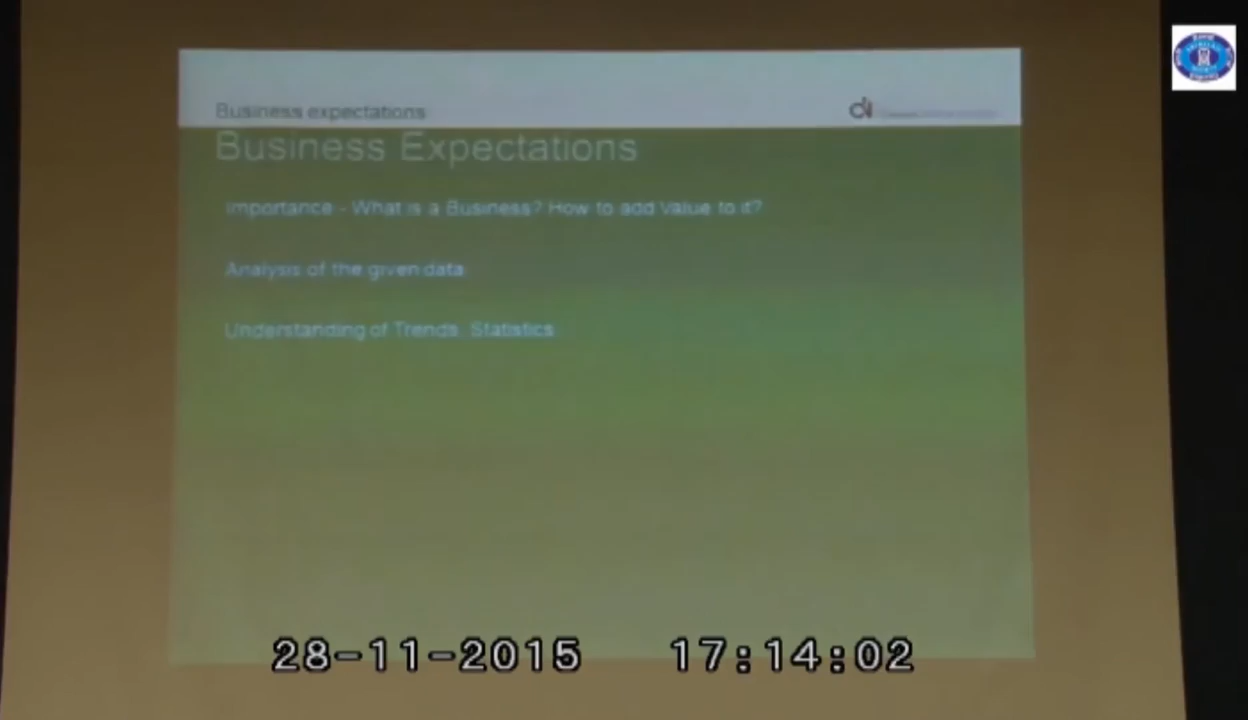 Business expectations
Business Expectations
Importance - What is a Business? How to add Value to it?
Analysis of the given data
Understanding of Trends, Statistics
28-11-2015 17:14:02